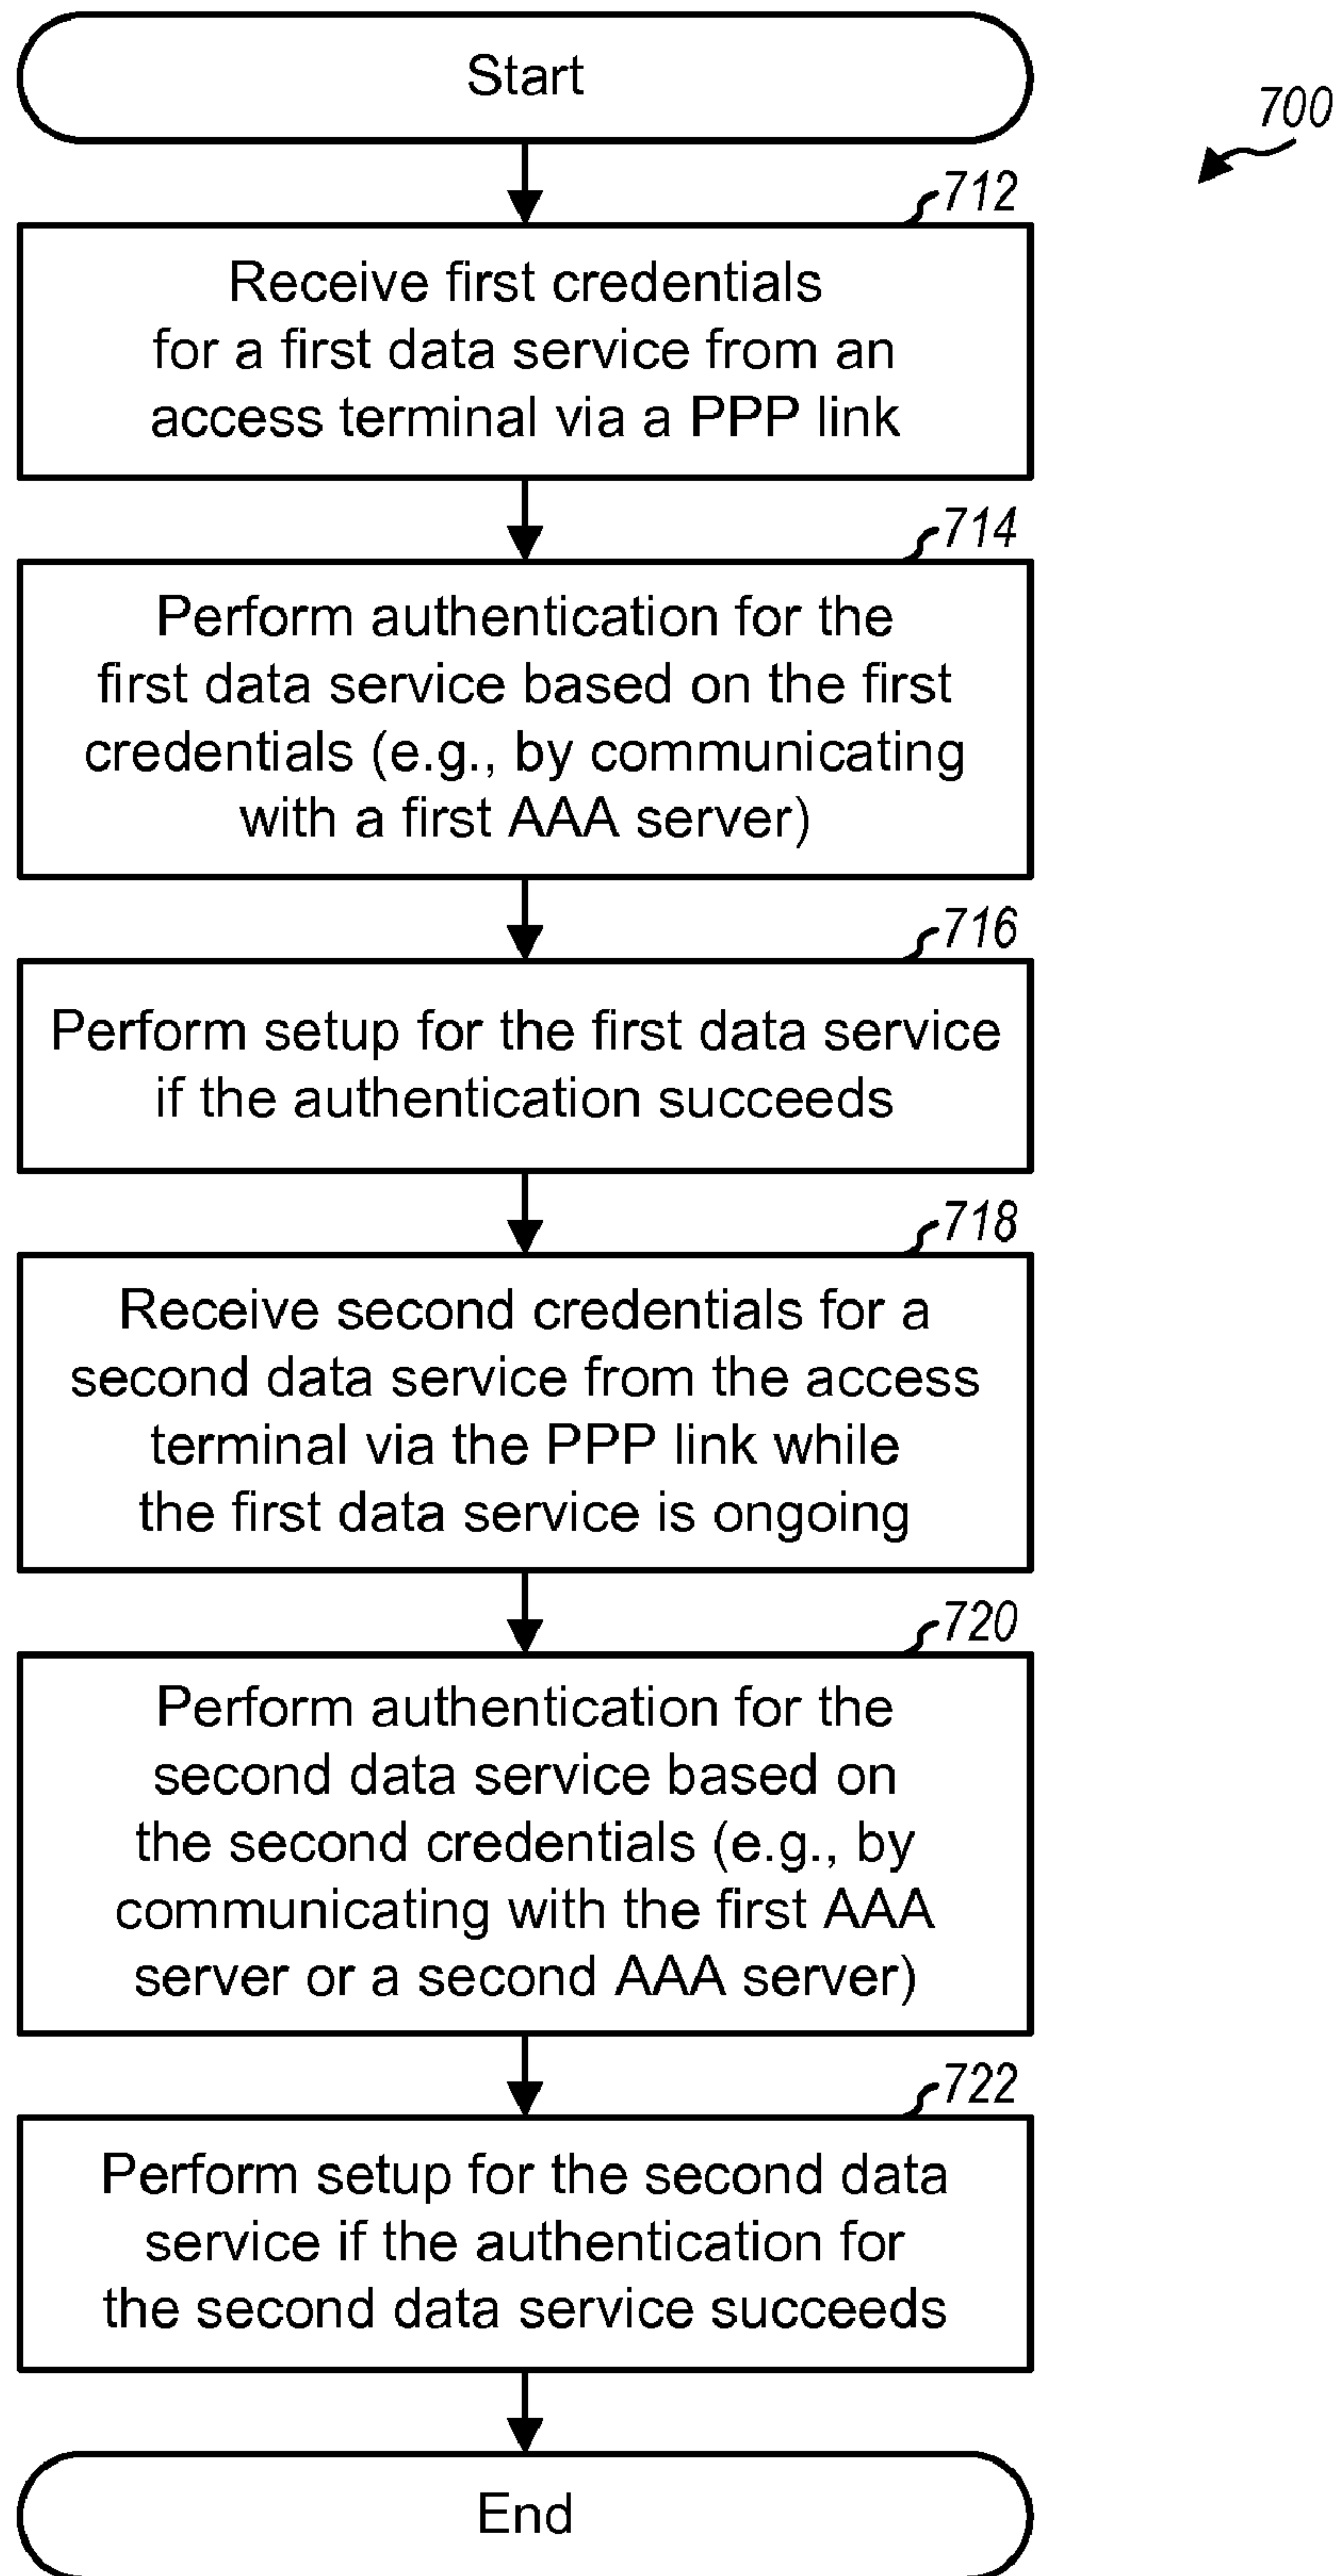 Start
700
712
Receive first credentials
for a first data service from an
access terminal via a PPP link
714
Perform authentication for the
first data service based on the first
credentials (e.g., by communicating
with a first AAA server)
716
Perform setup for the first data service
if the authentication succeeds
718
Receive second credentials for a
second data service from the access
terminal via the PPP link while
the first data service is ongoing
720
Perform authentication for the
second data service based on
the second credentials (e.g., by
communicating with the first AAA
server or a second AAA server)
722
Perform setup for the second data
service if the authentication for
the second data service succeeds
End